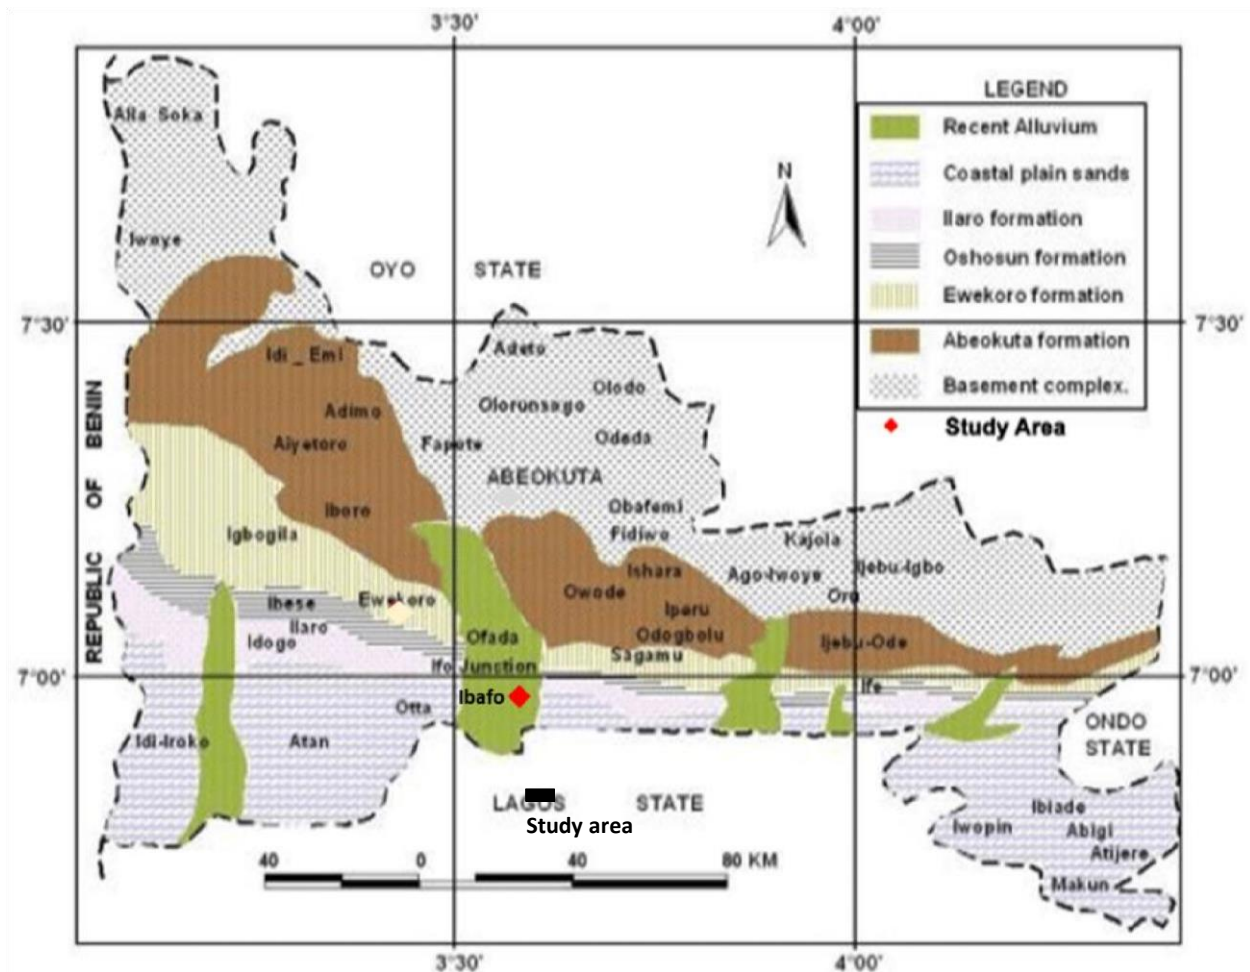 3°30'
4°00'
LEGEND
Recent Alluvium
Coastal plain sands
Ilaro formation
Oshosun formation
Ewekoro formation
Abeokuta formation
Basement complex.
Study Area
N
Alla Soka
Iwoye
OYO STATE
7°30'
7°30'
Adeto
Idi _ Emi
Olodo
Olorunsogo
Adimo
Fapute
Odeda
Aiyetoro
ABEOKUTA
REPUBLIC OF BENIN
Iboro
Obafemi
Fidiwo
Igbogila
Kajola
Ishara
Ago-Iwoye
Ijebu-Igbo
Owode
Oro
Ibese
Ewekoro
Iperu
Ilaro
Idogo
Ofada
Odogbolu
Ijebu-Ode
Sagamu
Ifo Junction
7°00'
7°00'
Ibafo
Ife
Otta
Idi-Iroko
Atan
ONDO
STATE
LAGOS STATE
Study area
Ibiade
Iwopin
Abigi
Atijere
Makun
40 0 40 80 KM
3°30'
4°00'